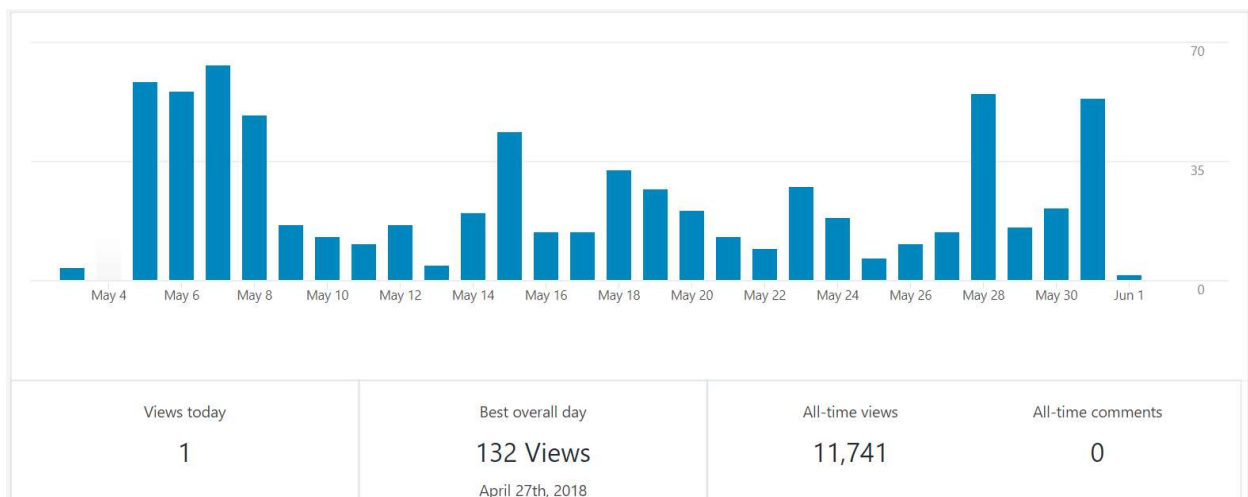 70
35
0
May 4 May 6 May 8 May 10 May 12 May 14 May 16 May 18 May 20 May 22 May 24 May 26 May 28 May 30 Jun 1
Views today
1
Best overall day
132 Views
April 27th, 2018
All-time views
11,741
All-time comments
0